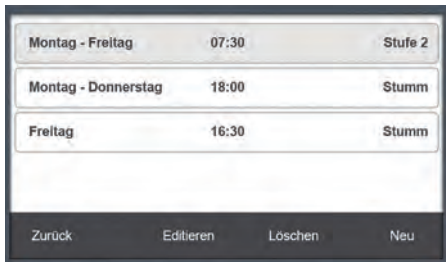 Montag - Freitag 07:30 Stufe 2
Montag - Donnerstag 18:00 Stumm
Freitag 16:30 Stumm
Zurück Editieren Löschen Neu